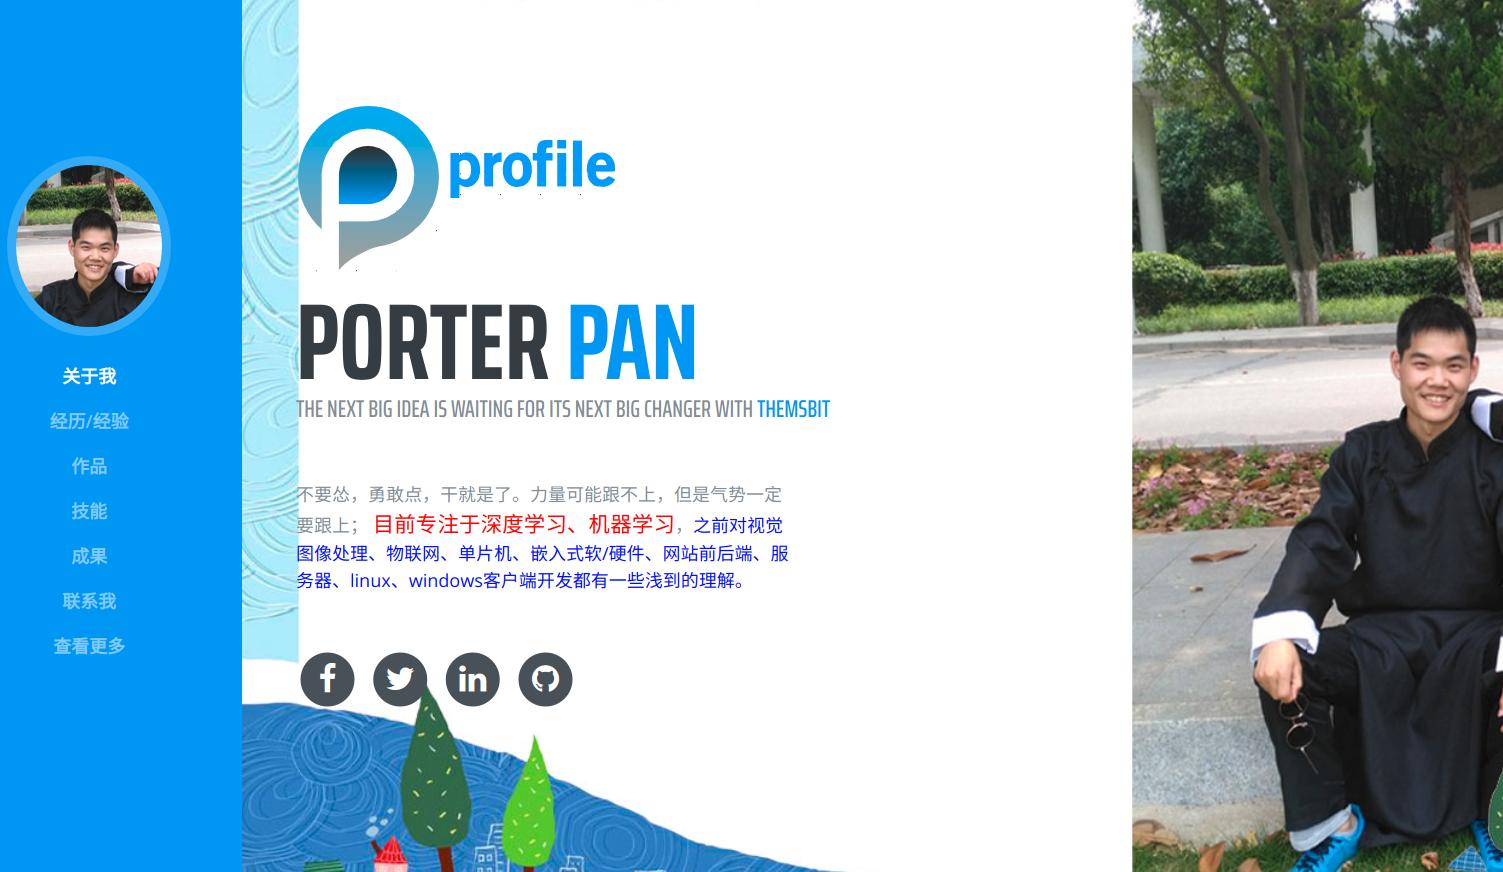 关于我
经历/经验
作品
技能
成果
联系我
查看更多
profile
PORTER PAN
THE NEXT BIG IDEA IS WAITING FOR ITS NEXT BIG CHANGER WITH THEMSBIT
不要怂，勇敢点，干就是了。力量可能跟不上，但是气势一定
要跟上； 目前专注于深度学习、机器学习，之前对视觉
图像处理、物联网、单片机、嵌入式软/硬件、网站前后端、服
务器、linux、windows客户端开发都有一些浅到的理解。